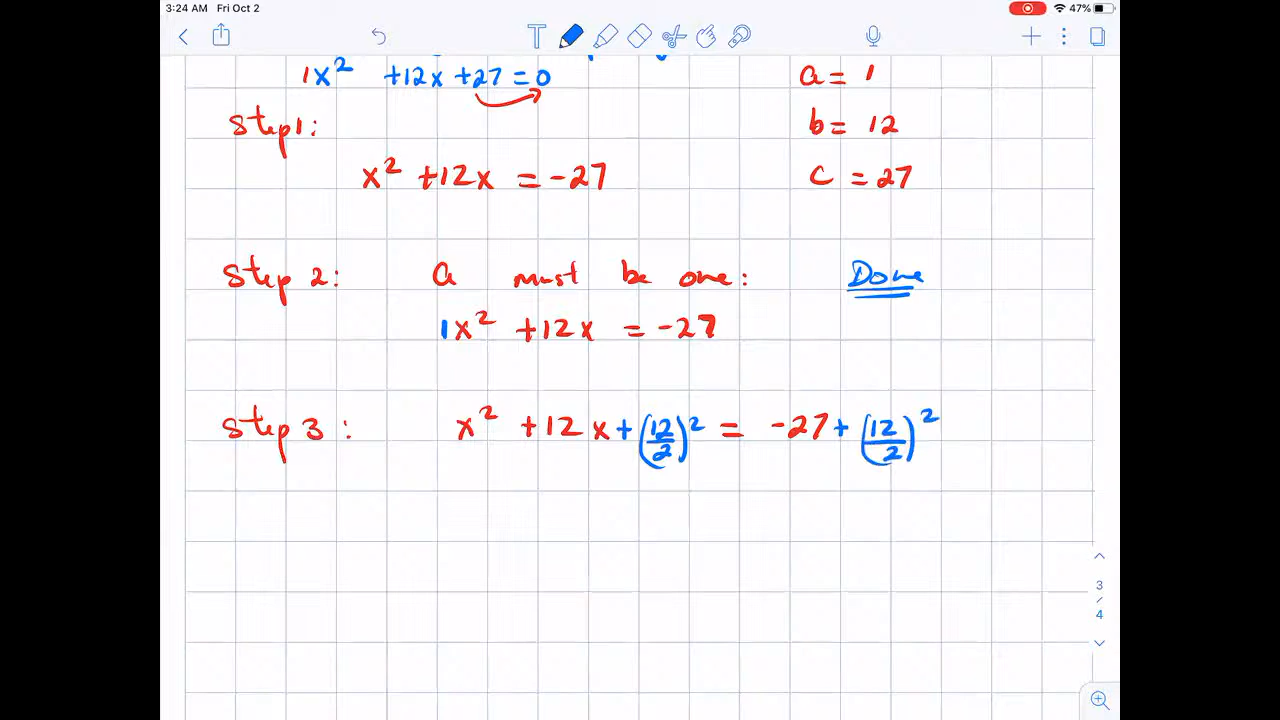 3:24 AM Fri Oct 2
47%
1x² +12x +27 = 0
a = 1
Step 1:
b = 12
x² +12x = -27
c = 27
Step 2: a must be one: Done
1x² +12x = -27
Step 3: x² +12x + (12/2)² = -27 + (12/2)²
3
/
4